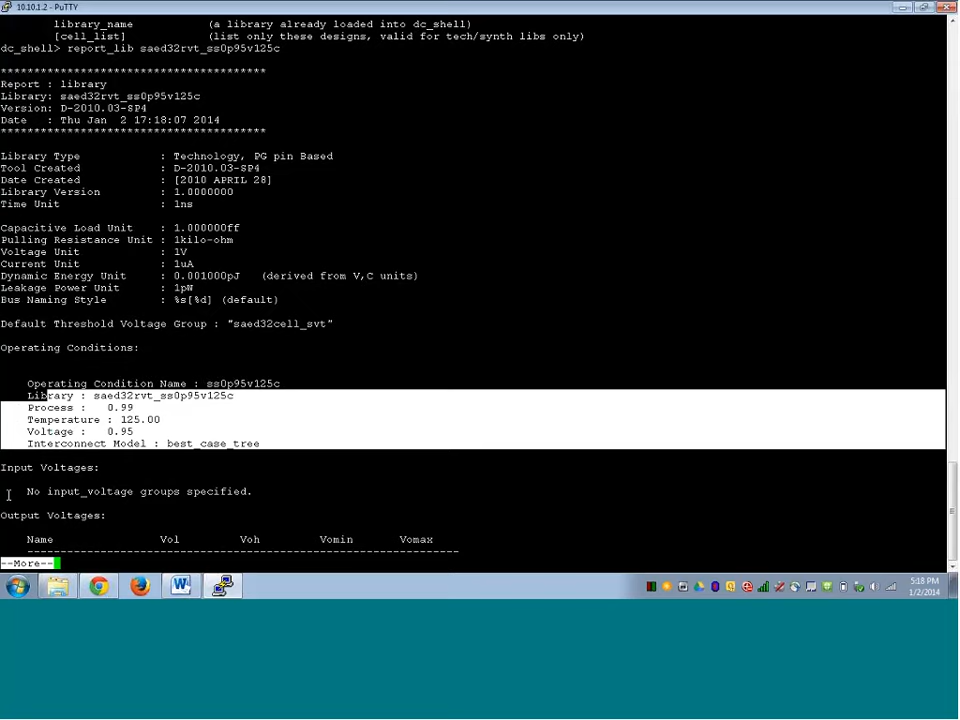 10.10.1.2 - PuTTY
library_name (a library already loaded into dc_shell)
[cell_list] (list only these designs, valid for tech/synth libs only)
dc_shell> report_lib saed32rvt_ss0p95v125c
****************************************
Report : library
Library: saed32rvt_ss0p95v125c
Version: D-2010.03-SP4
Date : Thu Jan 2 17:18:07 2014
****************************************
Library Type : Technology, PG pin Based
Tool Created : D-2010.03-SP4
Date Created : [2010 APRIL 28]
Library Version : 1.0000000
Time Unit : 1ns
Capacitive Load Unit : 1.000000ff
Pulling Resistance Unit : 1kilo-ohm
Voltage Unit : 1V
Current Unit : 1uA
Dynamic Energy Unit : 0.001000pJ (derived from V,C units)
Leakage Power Unit : 1pW
Bus Naming Style : %s[%d] (default)
Default Threshold Voltage Group : "saed32cell_svt"
Operating Conditions:
Operating Condition Name : ss0p95v125c
Library : saed32rvt_ss0p95v125c
Process : 0.99
Temperature : 125.00
Voltage : 0.95
Interconnect Model : best_case_tree
Input Voltages:
No input_voltage groups specified.
Output Voltages:
Name Vol Voh Vomin Vomax
---------------------------------------------------------------
--More--
5:18 PM
1/2/2014